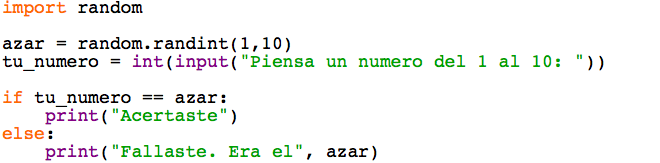 import random
azar = random.randint(1,10)
tu_numero = int(input("Piensa un numero del 1 al 10: "))
if tu_numero == azar:
    print("Acertaste")
else:
    print("Fallaste. Era el", azar)